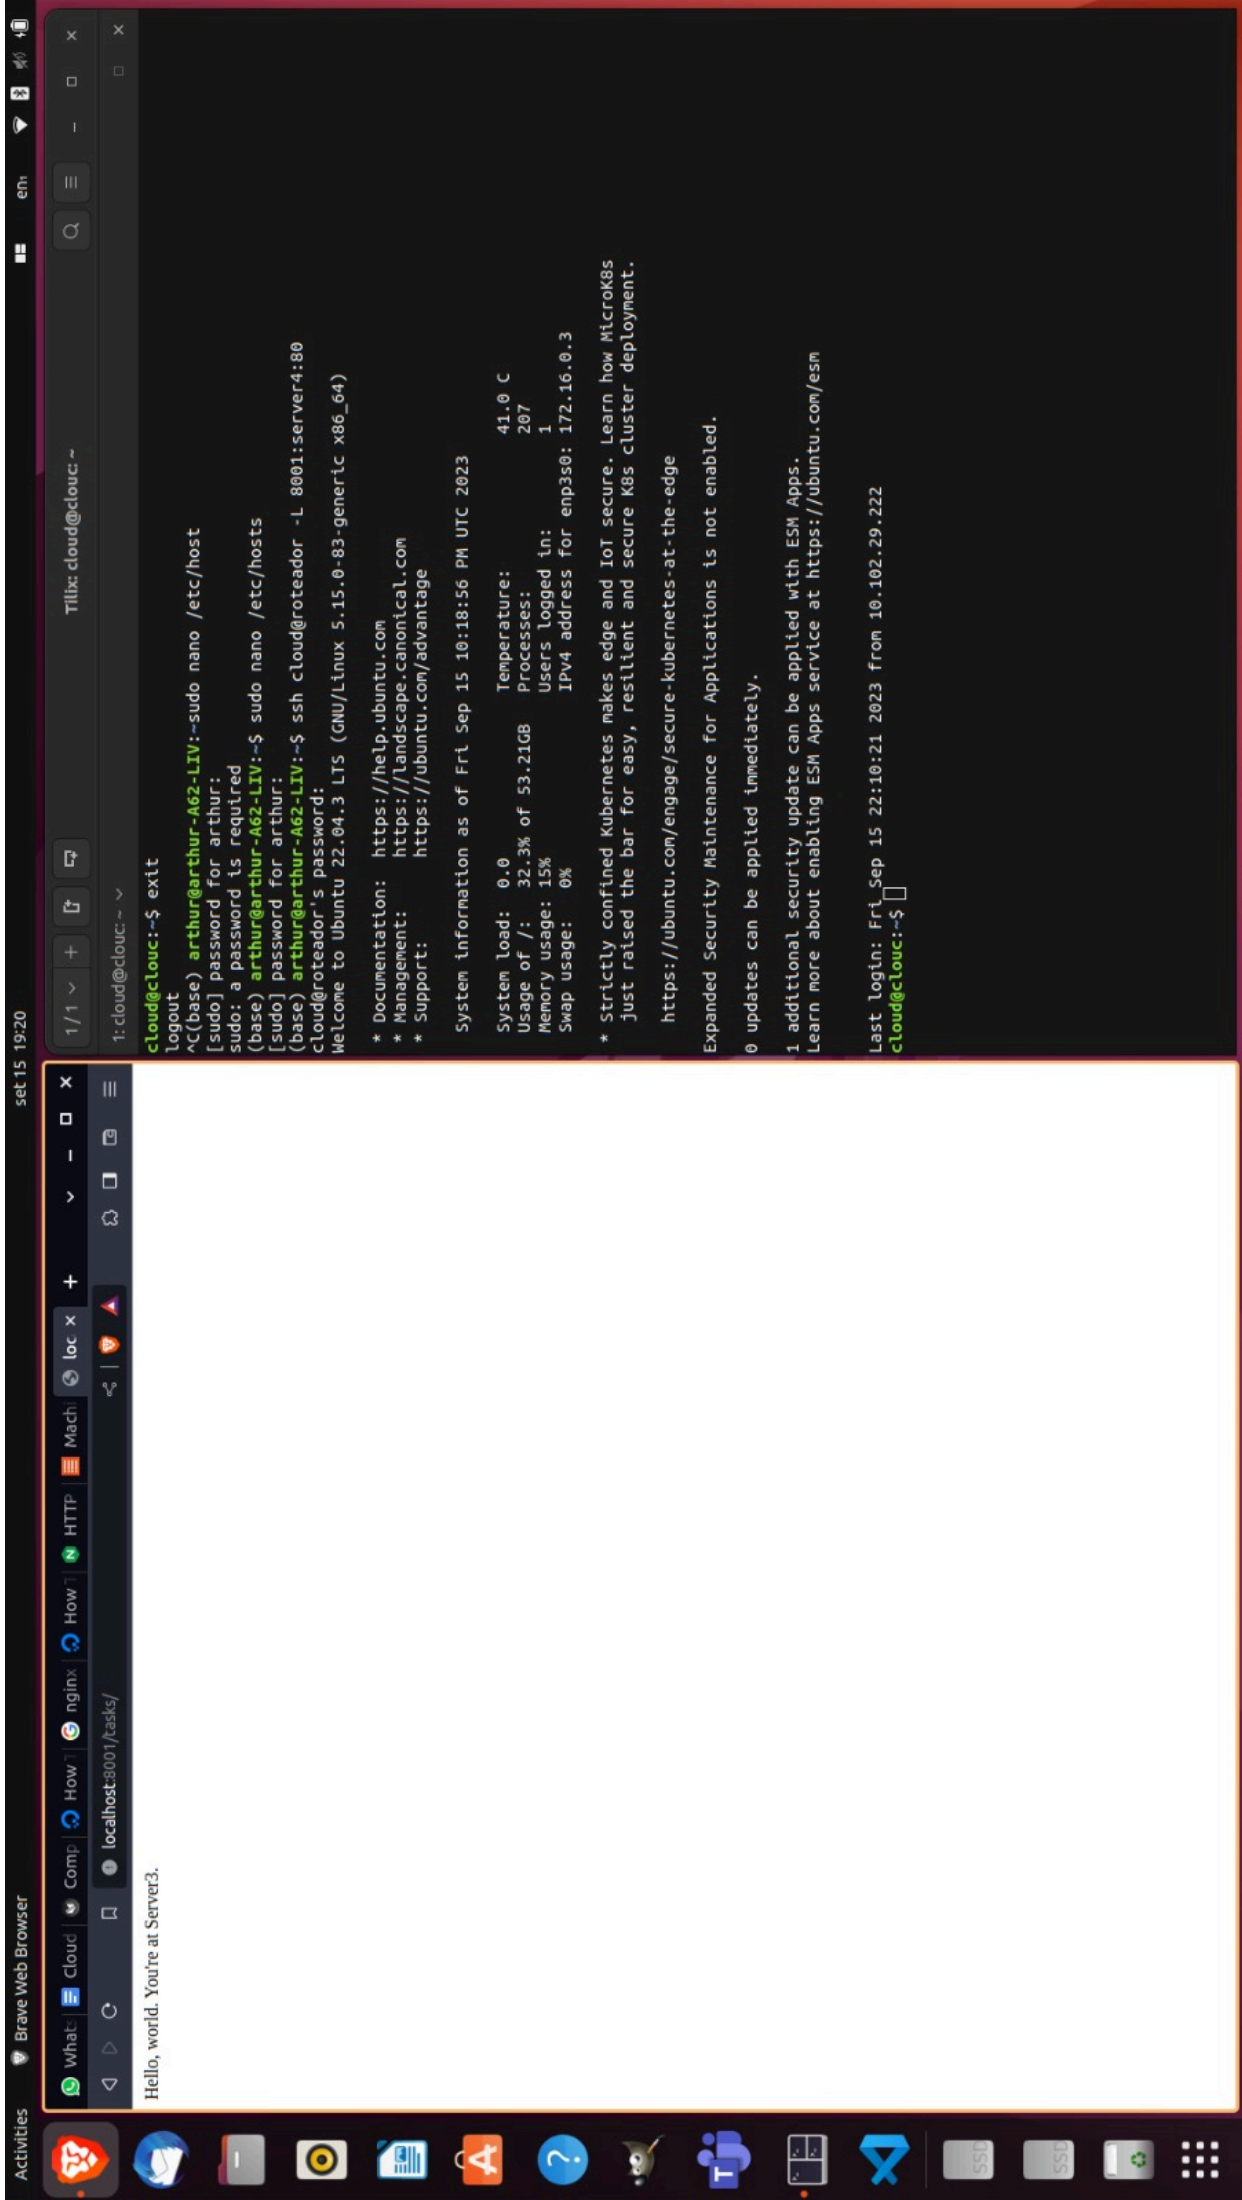 Activities
Brave Web Browser
set 15 19:20
en₁
Whats
Cloud
Comp
How T
nginx
How T
HTTP
Machi
loc
localhost:8001/tasks/
Hello, world. You're at Server3.
1/1
Tilix: cloud@clouc: ~
1: cloud@clouc: ~
cloud@clouc:~$ exit
logout
^C(base) arthur@arthur-A62-LIV:~sudo nano /etc/host
[sudo] password for arthur:
sudo: a password is required
(base) arthur@arthur-A62-LIV:~$ sudo nano /etc/hosts
[sudo] password for arthur:
(base) arthur@arthur-A62-LIV:~$ ssh cloud@roteador -L 8001:server4:80
cloud@roteador's password:
Welcome to Ubuntu 22.04.3 LTS (GNU/Linux 5.15.0-83-generic x86_64)
* Documentation:  https://help.ubuntu.com
* Management:     https://landscape.canonical.com
* Support:        https://ubuntu.com/advantage
System information as of Fri Sep 15 10:18:56 PM UTC 2023
System load:  0.0                Temperature:             41.0 C
Usage of /:   32.3% of 53.21GB   Processes:               207
Memory usage: 15%                Users logged in:         1
Swap usage:   0%                 IPv4 address for enp3s0: 172.16.0.3
* Strictly confined Kubernetes makes edge and IoT secure. Learn how MicroK8s
just raised the bar for easy, resilient and secure K8s cluster deployment.
https://ubuntu.com/engage/secure-kubernetes-at-the-edge
Expanded Security Maintenance for Applications is not enabled.
0 updates can be applied immediately.
1 additional security update can be applied with ESM Apps.
Learn more about enabling ESM Apps service at https://ubuntu.com/esm
Last login: Fri Sep 15 22:10:21 2023 from 10.102.29.222
cloud@clouc:~$
SSD
SSD